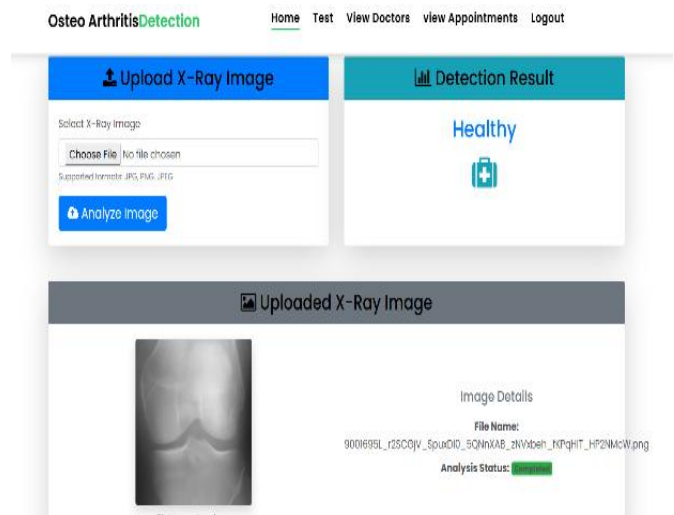 Osteo ArthritisDetection
Home Test View Doctors view Appointments Logout
Upload X-Ray Image
Select X-Ray Image
Choose File No file chosen
Supported formats: JPG, PNG, JPEG
Analyze Image
Detection Result
Healthy
Uploaded X-Ray Image
Image Details
File Name:
Analysis Status: Completed